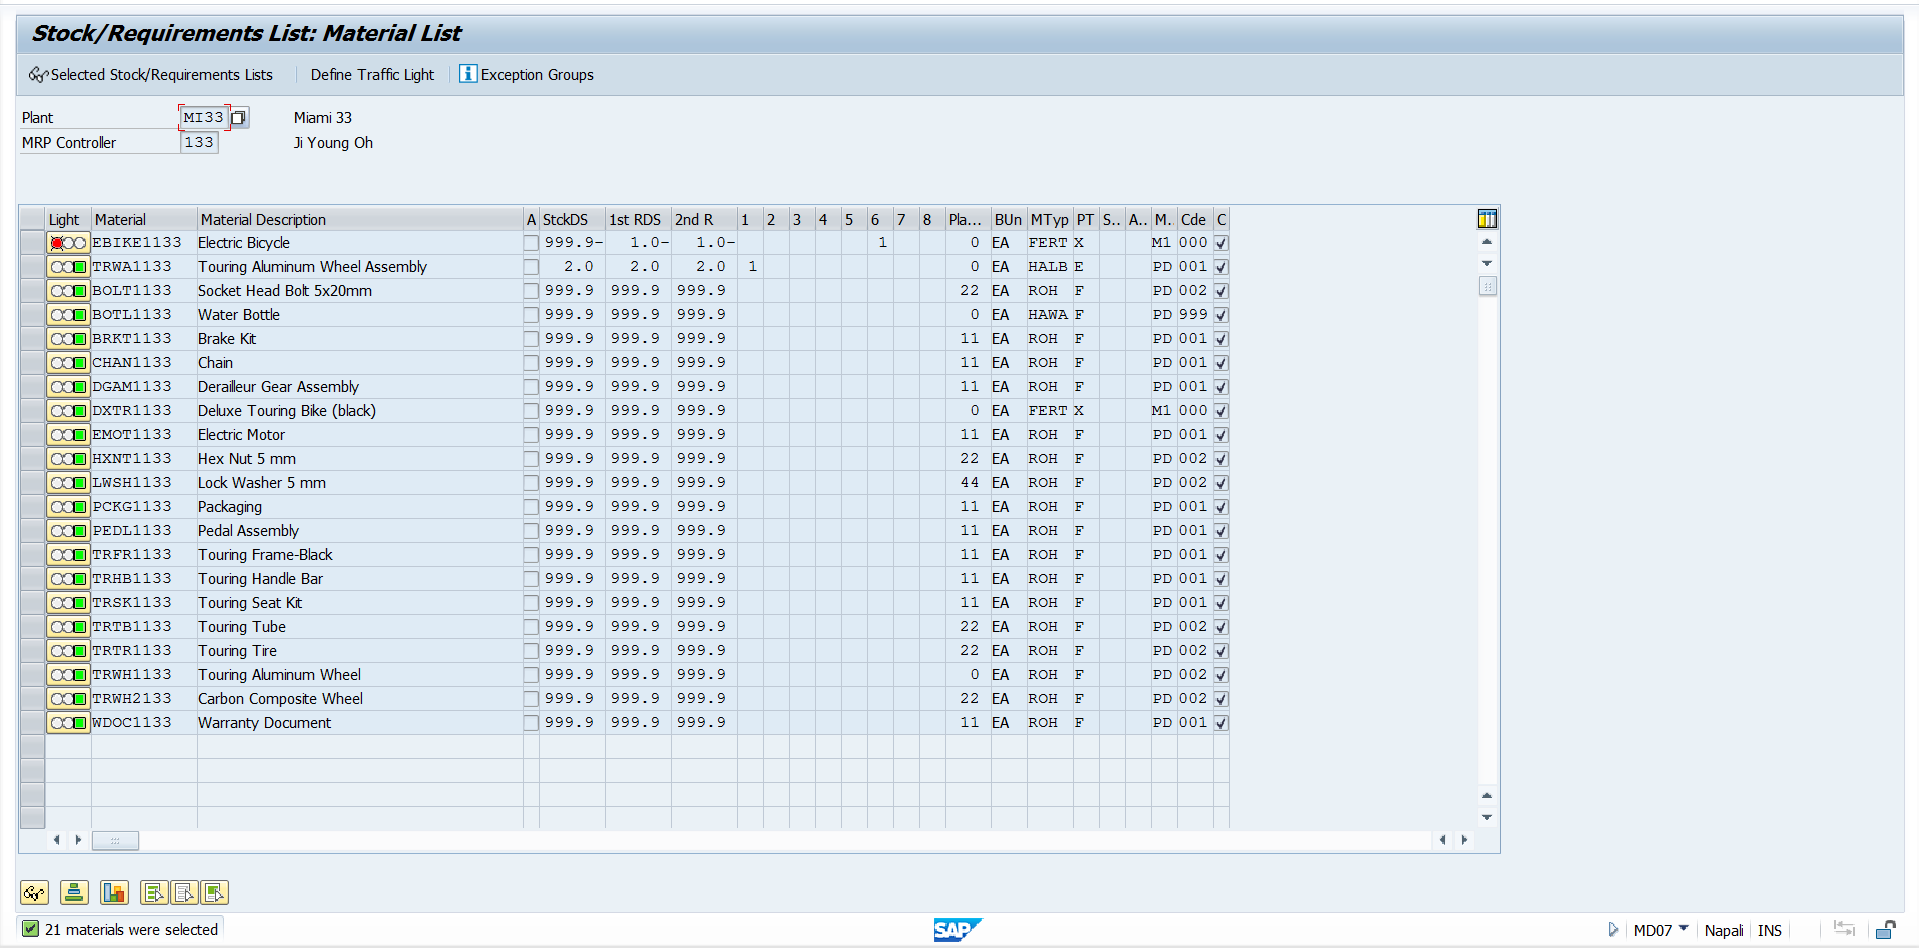 Stock/Requirements List: Material List
Selected Stock/Requirements Lists Define Traffic Light Exception Groups
Plant MI33 Miami 33
MRP Controller 133 Ji Young Oh
Light Material Material Description A StckDS 1st RDS 2nd R 1 2 3 4 5 6 7 8 Pla... BUn MTyp PT S.. A.. M. Cde C
EBIKE1133 Electric Bicycle 999.9- 1.0- 1.0- 1 0 EA FERT X M1 000
TRWA1133 Touring Aluminum Wheel Assembly 2.0 2.0 2.0 1 0 EA HALB E PD 001
BOLT1133 Socket Head Bolt 5x20mm 999.9 999.9 999.9 22 EA ROH F PD 002
BOTL1133 Water Bottle 999.9 999.9 999.9 0 EA HAWA F PD 999
BRKT1133 Brake Kit 999.9 999.9 999.9 11 EA ROH F PD 001
CHAN1133 Chain 999.9 999.9 999.9 11 EA ROH F PD 001
DGAM1133 Derailleur Gear Assembly 999.9 999.9 999.9 11 EA ROH F PD 001
DXTR1133 Deluxe Touring Bike (black) 999.9 999.9 999.9 0 EA FERT X M1 000
EMOT1133 Electric Motor 999.9 999.9 999.9 11 EA ROH F PD 001
HXNT1133 Hex Nut 5 mm 999.9 999.9 999.9 22 EA ROH F PD 002
LWSH1133 Lock Washer 5 mm 999.9 999.9 999.9 44 EA ROH F PD 002
PCKG1133 Packaging 999.9 999.9 999.9 11 EA ROH F PD 001
PEDL1133 Pedal Assembly 999.9 999.9 999.9 11 EA ROH F PD 001
TRFR1133 Touring Frame-Black 999.9 999.9 999.9 11 EA ROH F PD 001
TRHB1133 Touring Handle Bar 999.9 999.9 999.9 11 EA ROH F PD 001
TRSK1133 Touring Seat Kit 999.9 999.9 999.9 11 EA ROH F PD 001
TRTB1133 Touring Tube 999.9 999.9 999.9 22 EA ROH F PD 002
TRTR1133 Touring Tire 999.9 999.9 999.9 22 EA ROH F PD 002
TRWH1133 Touring Aluminum Wheel 999.9 999.9 999.9 0 EA ROH F PD 002
TRWH2133 Carbon Composite Wheel 999.9 999.9 999.9 22 EA ROH F PD 002
WDOC1133 Warranty Document 999.9 999.9 999.9 11 EA ROH F PD 001
21 materials were selected SAP MD07 Napali INS